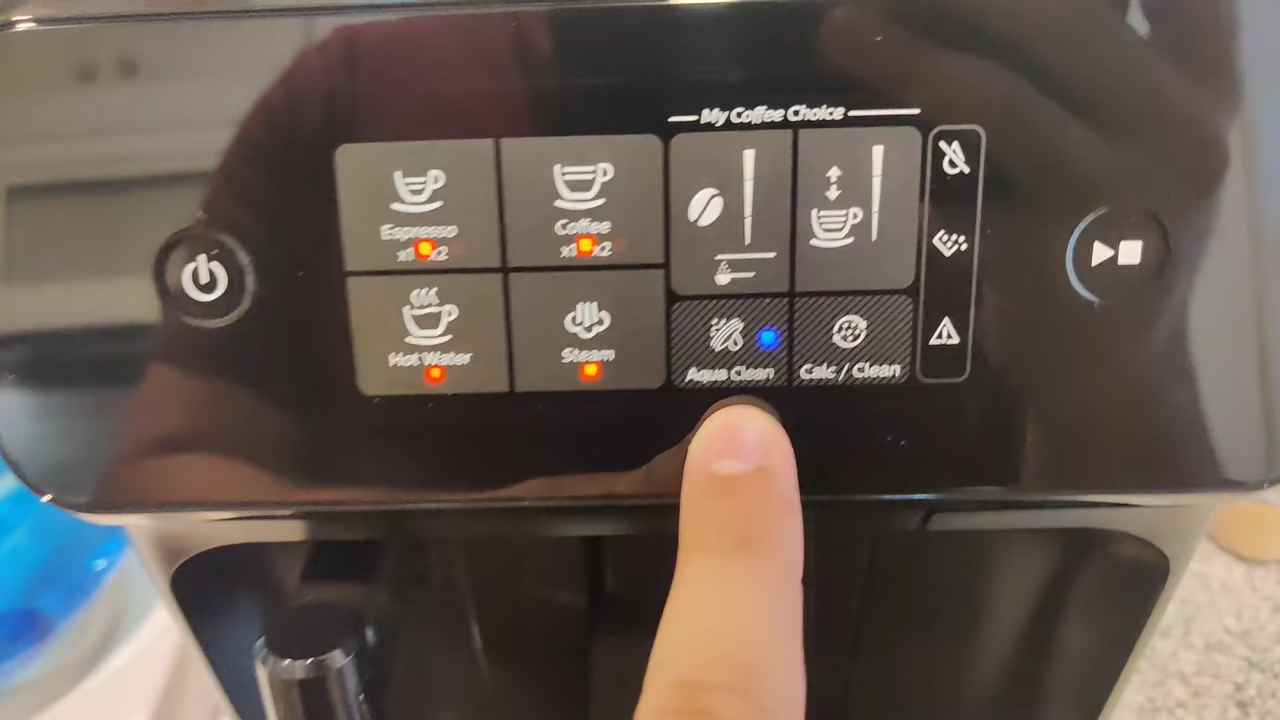 My Coffee Choice
Espresso
x1 x2
Coffee
x1 x2
Hot Water
Steam
Aqua Clean
Calc / Clean